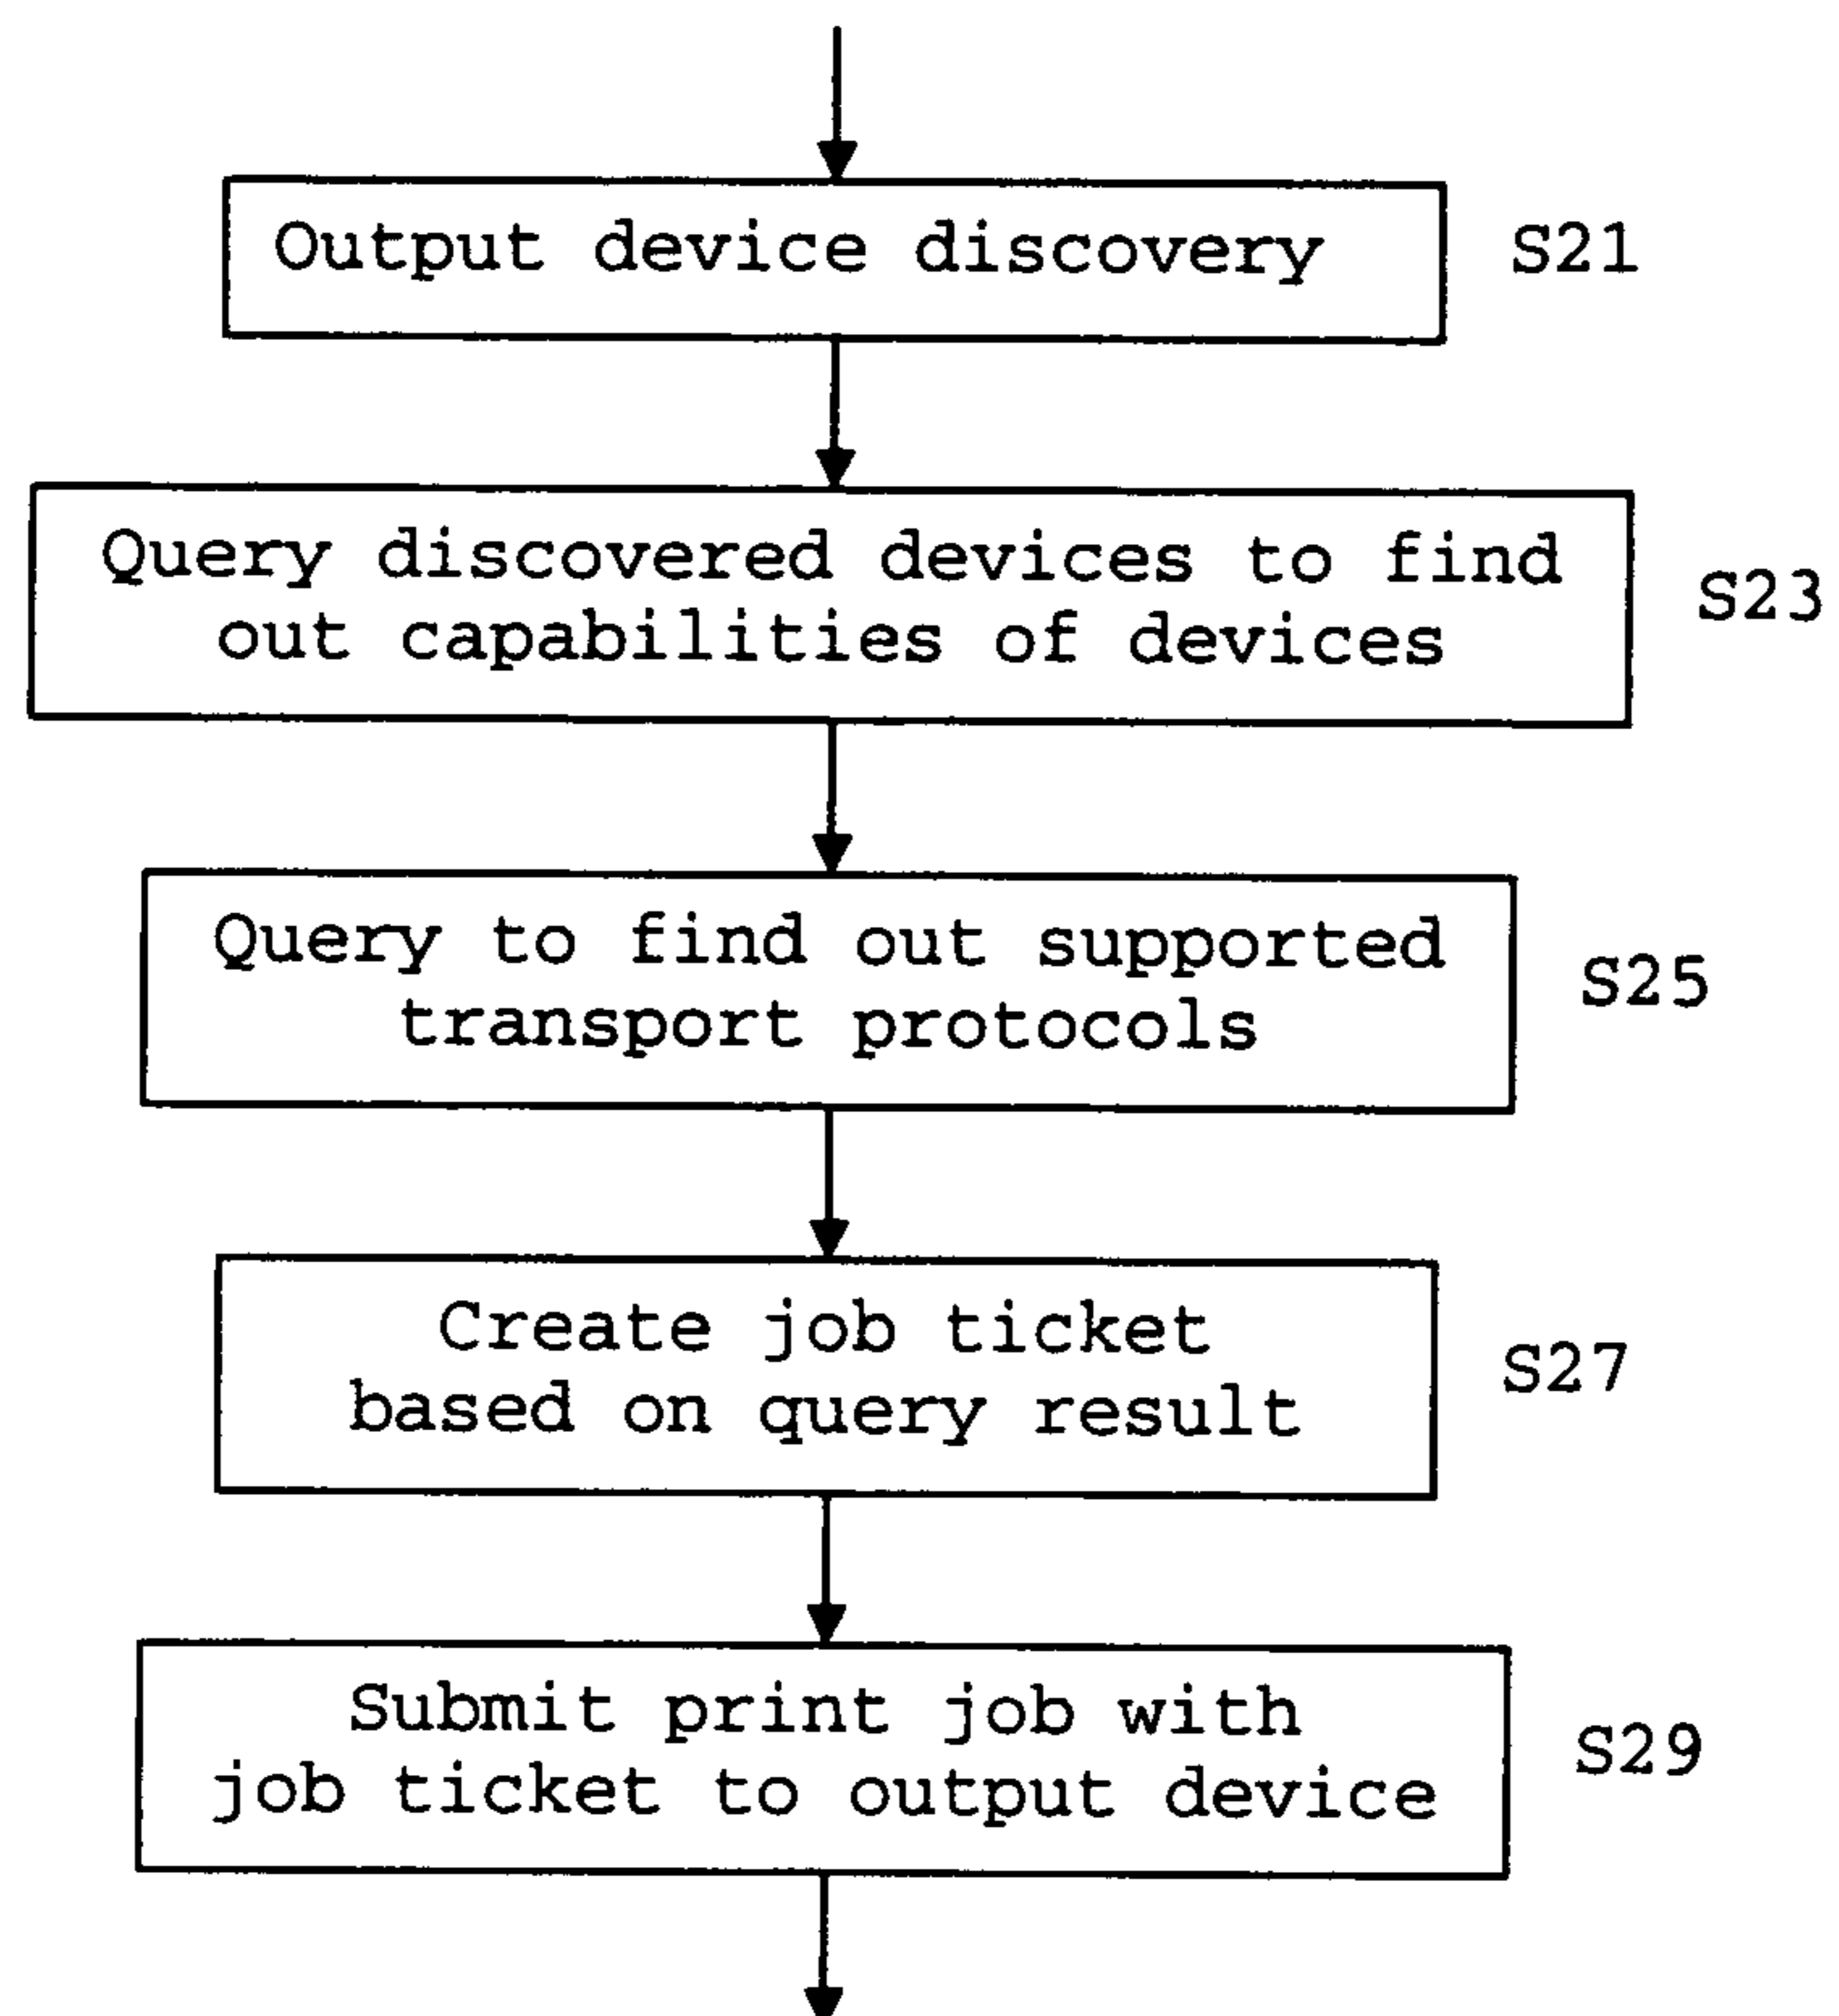 Output device discovery
S21
Query discovered devices to find
out capabilities of devices
S23
Query to find out supported
transport protocols
S25
Create job ticket
based on query result
S27
Submit print job with
job ticket to output device
S29